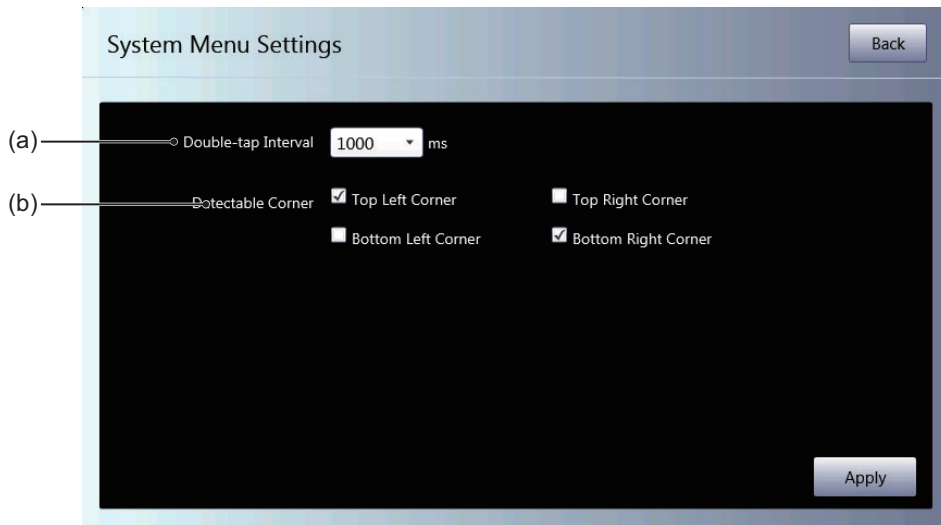 System Menu Settings
Back
(a) Double-tap Interval 1000 ms
(b) Detectable Corner Top Left Corner Top Right Corner
Bottom Left Corner Bottom Right Corner
Apply